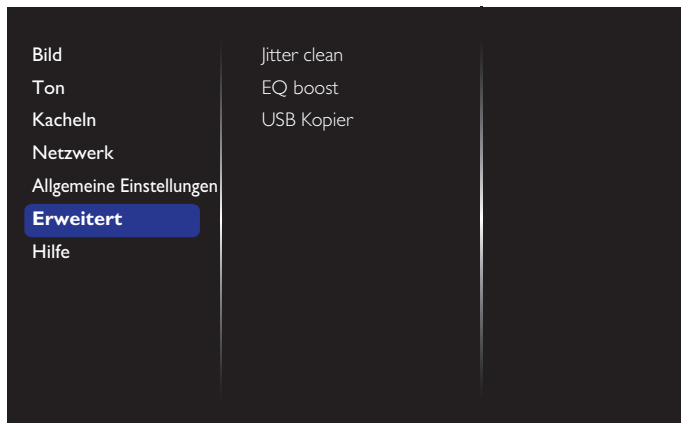 Bild
Ton
Kacheln
Netzwerk
Allgemeine Einstellungen
Erweitert
Hilfe
Jitter clean
EQ boost
USB Kopier